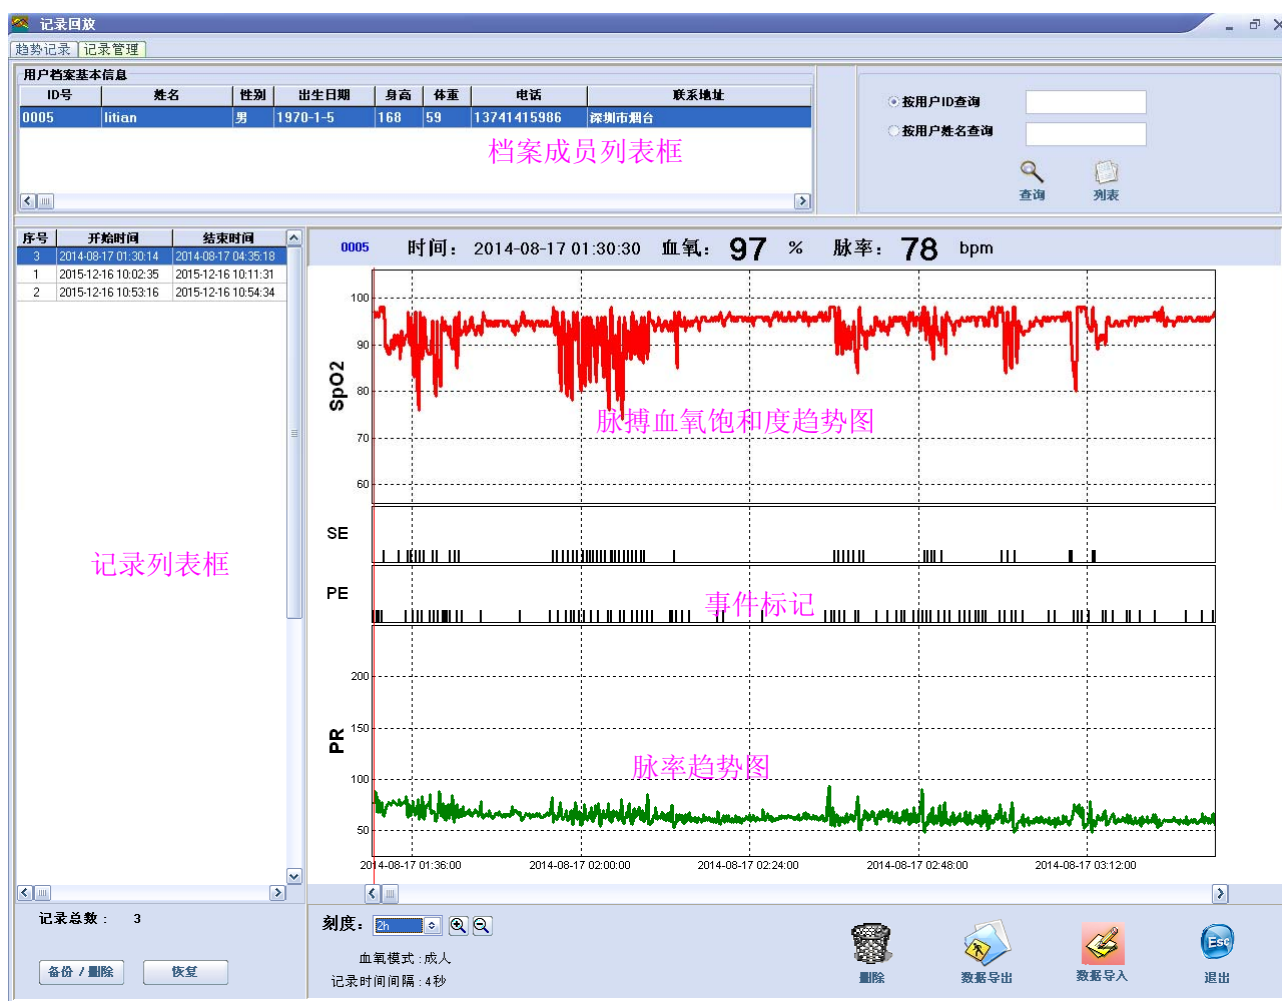 记录回放
趋势记录 记录管理
用户档案基本信息
ID号 姓名 性别 出生日期 身高 体重 电话 联系地址
0005 litian 男 1970-1-5 168 59 13741415986 深圳市烟台
档案成员列表框
按用户ID查询
按用户姓名查询
查询 列表
序号 开始时间 结束时间
3 2014-08-17 01:30:14 2014-08-17 04:35:18
1 2015-12-16 10:02:35 2015-12-16 10:11:31
2 2015-12-16 10:53:16 2015-12-16 10:54:34
记录列表框
0005 时间: 2014-08-17 01:30:30 血氧: 97 % 脉率: 78 bpm
SpO2
100
90
80
70
60
脉搏血氧饱和度趋势图
SE
PE
事件标记
PR
200
150
100
50
脉率趋势图
2014-08-17 01:36:00 2014-08-17 02:00:00 2014-08-17 02:24:00 2014-08-17 02:48:00 2014-08-17 03:12:00
记录总数 : 3
备份 / 删除 恢复
刻度: 2h
血氧模式 :成人
记录时间间隔 :4秒
删除 数据导出 数据导入 Esc 退出